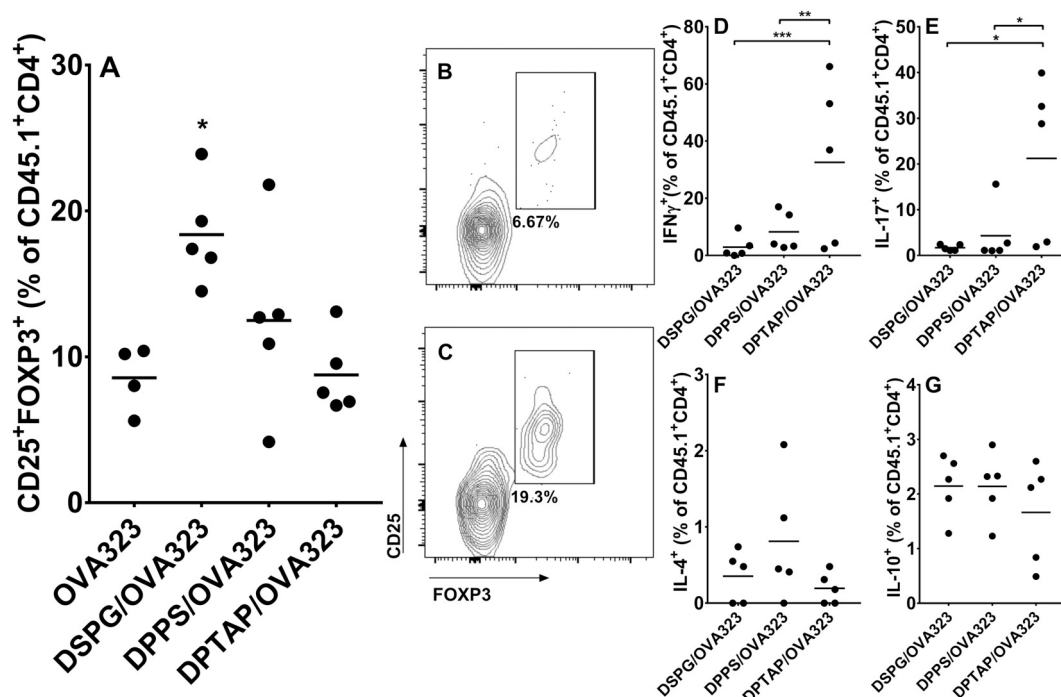 A
CD25⁺FOXP3⁺ (% of CD45.1⁺CD4⁺)
30
20
10
0
*
OVA323
DSPG/OVA323
DPPS/OVA323
DPTAP/OVA323
B
6.67%
C
19.3%
CD25
FOXP3
D
IFNγ⁺(% of CD45.1⁺CD4⁺)
80
60
40
20
0
**
***
DSPG/OVA323
DPPS/OVA323
DPTAP/OVA323
E
IL-17⁺ (% of CD45.1⁺CD4⁺)
50
40
30
20
10
0
*
*
DSPG/OVA323
DPPS/OVA323
DPTAP/OVA323
F
IL-4⁺ (% of CD45.1⁺CD4⁺)
3
2
1
0
DSPG/OVA323
DPPS/OVA323
DPTAP/OVA323
G
IL-10⁺ (% of CD45.1⁺CD4⁺)
4
3
2
1
0
DSPG/OVA323
DPPS/OVA323
DPTAP/OVA323